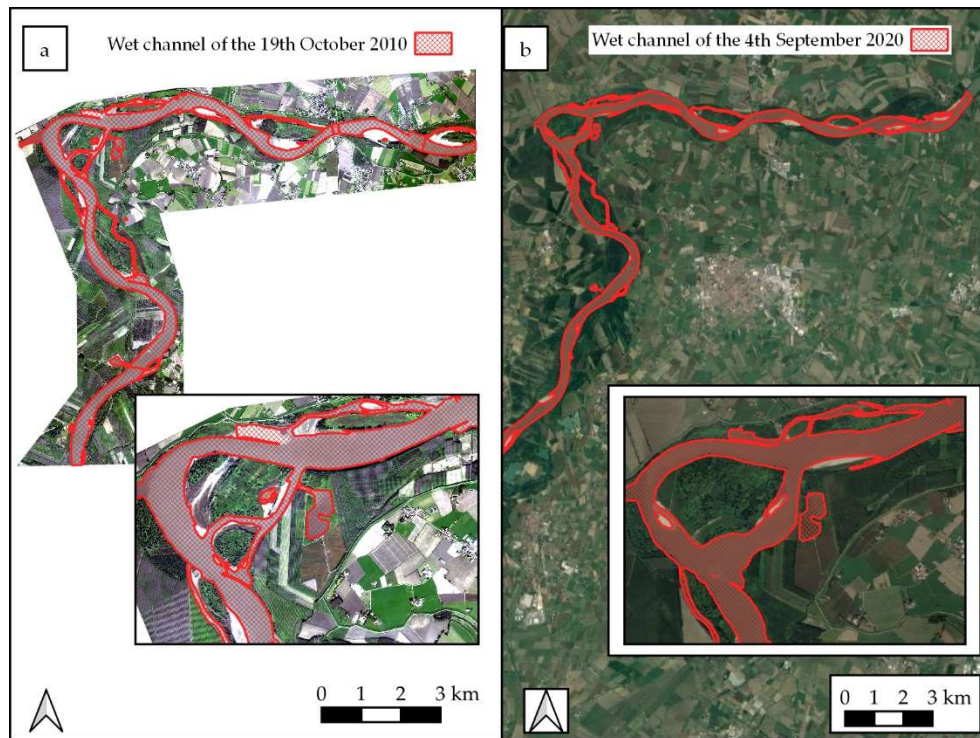 a
Wet channel of the 19th October 2010
b
Wet channel of the 4th September 2020
0 1 2 3 km
0 1 2 3 km